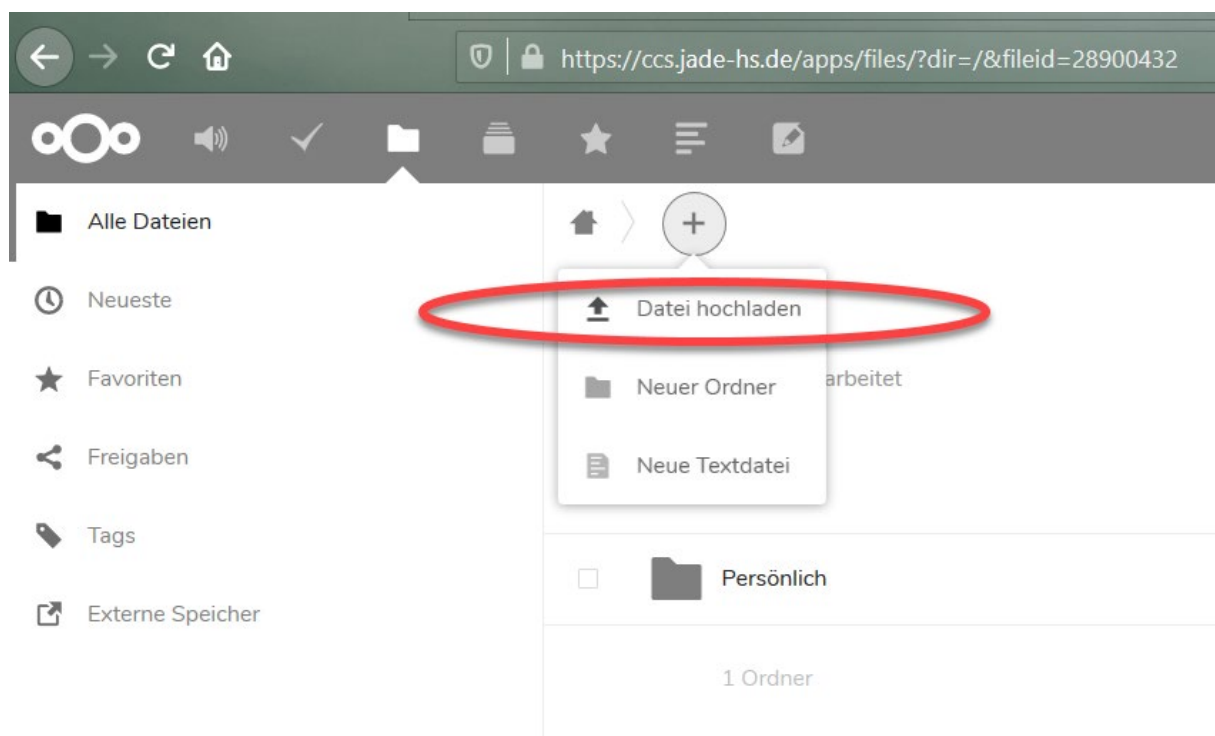 https://ccs.jade-hs.de/apps/files/?dir=/&fileid=28900432
Alle Dateien
Neueste
Favoriten
Freigaben
Tags
Externe Speicher
+
Datei hochladen
Neuer Ordner
arbeitet
Neue Textdatei
Persönlich
1 Ordner